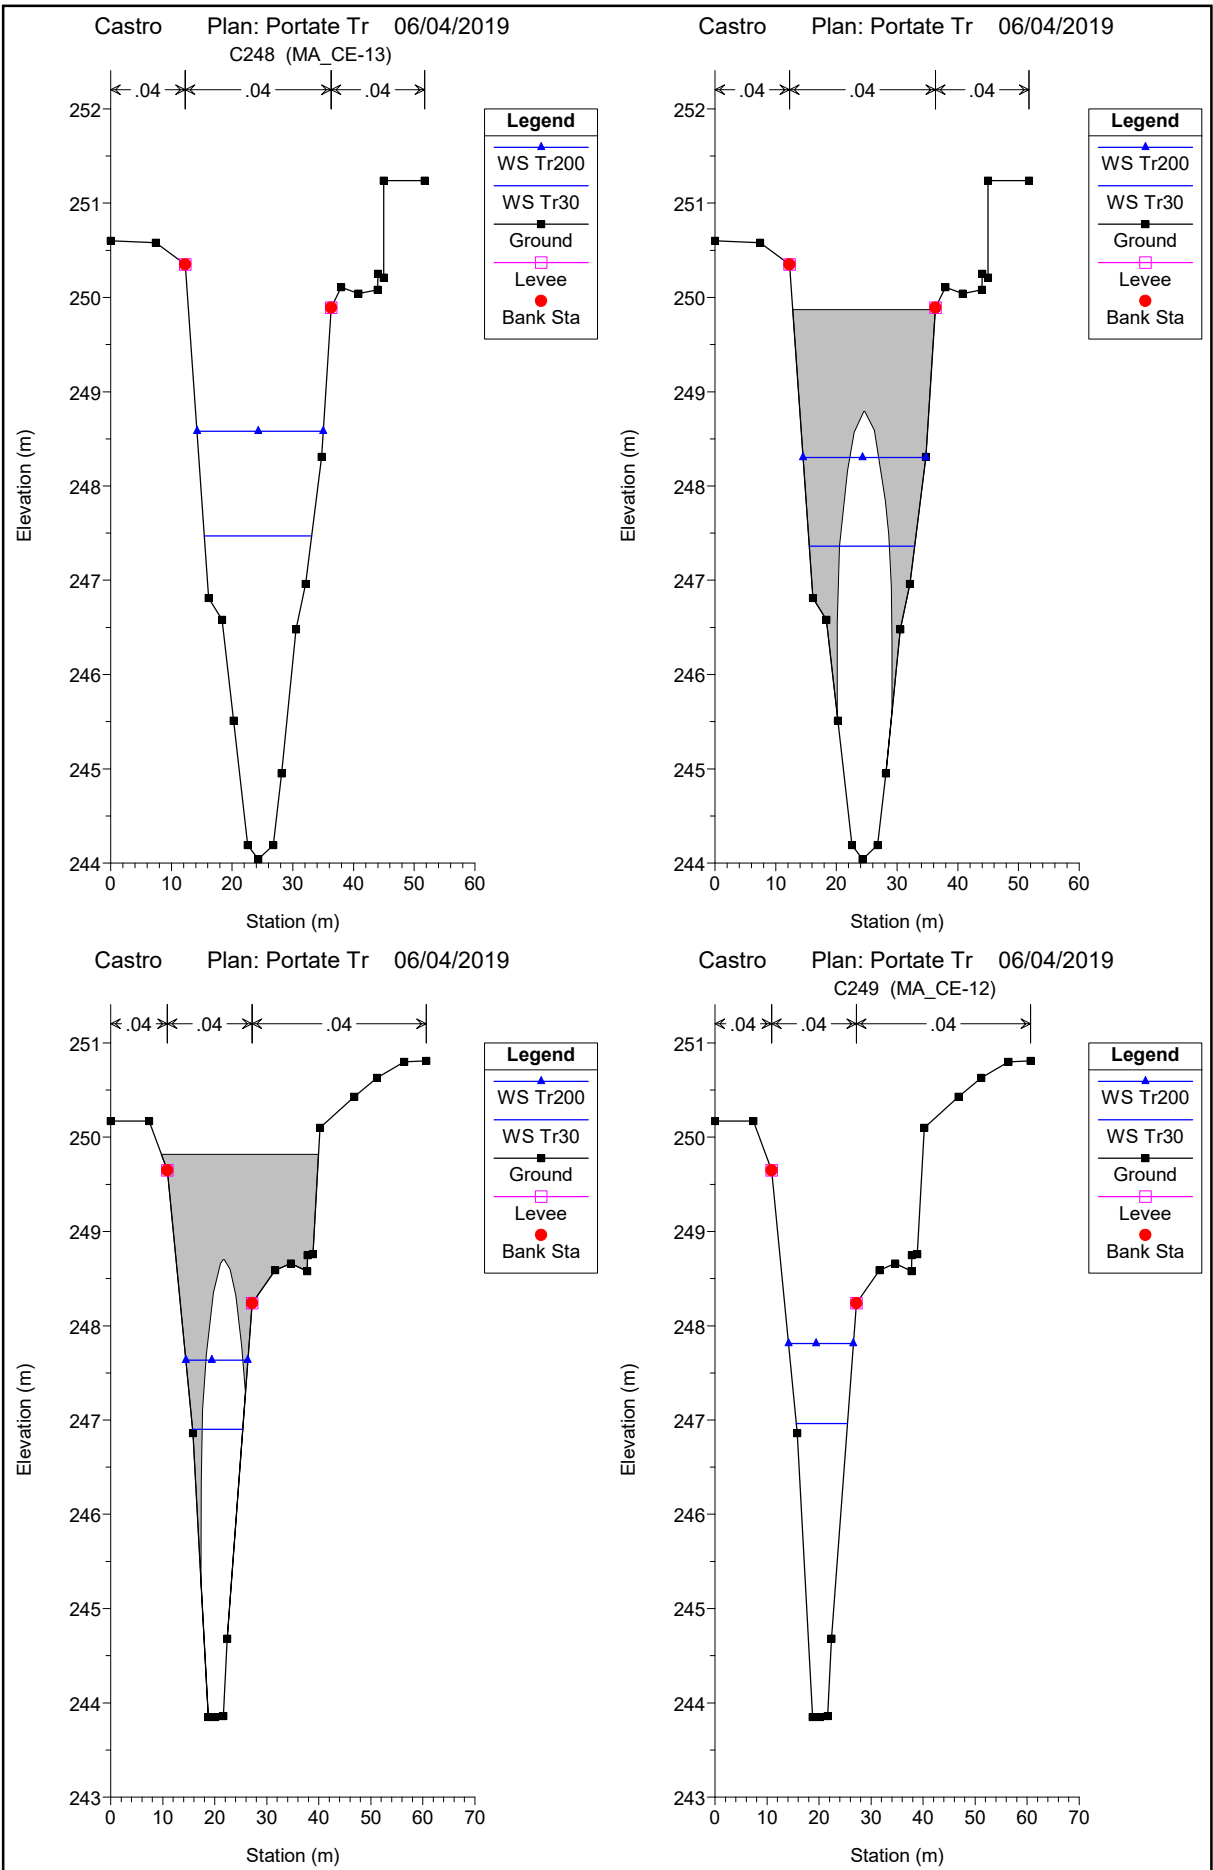 Castro Plan: Portate Tr 06/04/2019
C248 (MA_CE-13)
.04 .04 .04
252
251
250
249
248
247
246
245
244
0 10 20 30 40 50 60
Elevation (m)
Station (m)
Legend
WS Tr200
WS Tr30
Ground
Levee
Bank Sta
Castro Plan: Portate Tr 06/04/2019
.04 .04 .04
252
251
250
249
248
247
246
245
244
0 10 20 30 40 50 60
Elevation (m)
Station (m)
Legend
WS Tr200
WS Tr30
Ground
Levee
Bank Sta
Castro Plan: Portate Tr 06/04/2019
.04 .04 .04
251
250
249
248
247
246
245
244
243
0 10 20 30 40 50 60 70
Elevation (m)
Station (m)
Legend
WS Tr200
WS Tr30
Ground
Levee
Bank Sta
Castro Plan: Portate Tr 06/04/2019
C249 (MA_CE-12)
.04 .04 .04
251
250
249
248
247
246
245
244
243
0 10 20 30 40 50 60 70
Elevation (m)
Station (m)
Legend
WS Tr200
WS Tr30
Ground
Levee
Bank Sta